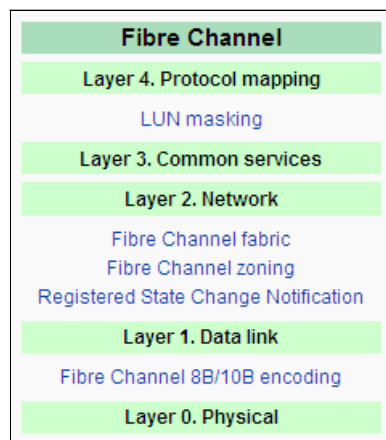 Fibre Channel
Layer 4. Protocol mapping
LUN masking
Layer 3. Common services
Layer 2. Network
Fibre Channel fabric
Fibre Channel zoning
Registered State Change Notification
Layer 1. Data link
Fibre Channel 8B/10B encoding
Layer 0. Physical